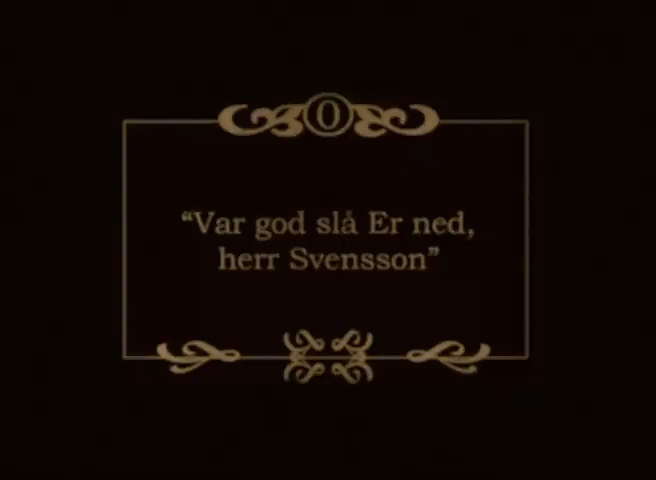 O
“Var god slå Er ned,
herr Svensson”